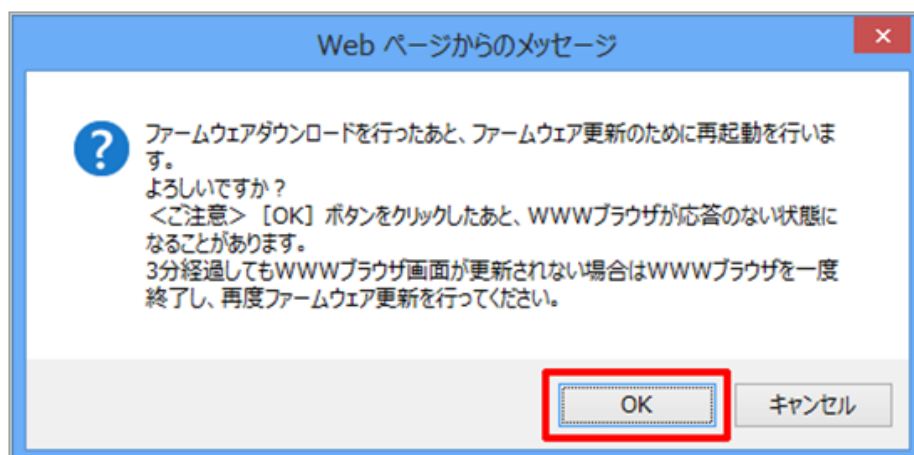 Web ページからのメッセージ
ファームウェアダウンロードを行ったあと、ファームウェア更新のために再起動を行いま
す。
よろしいですか？
＜ご注意＞［OK］ボタンをクリックしたあと、WWWブラウザが応答のない状態に
なることがあります。
3分経過してもWWWブラウザ画面が更新されない場合はWWWブラウザを一度
終了し、再度ファームウェア更新を行ってください。
OK
キャンセル